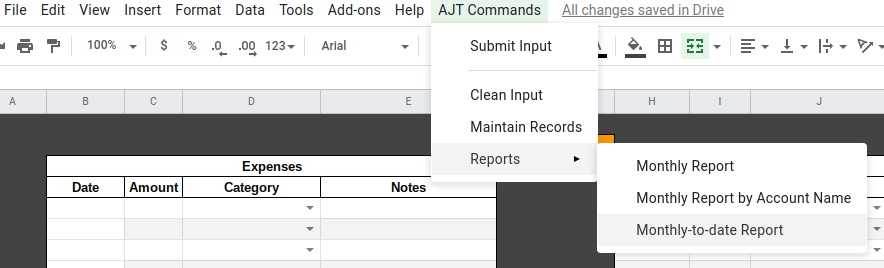 File Edit View Insert Format Data Tools Add-ons Help AJT Commands All changes saved in Drive
100% $ % .0 .00 123 Arial
Submit Input
Clean Input
Maintain Records
Reports
Monthly Report
Monthly Report by Account Name
Monthly-to-date Report
A B C D E H I J
Expenses
Date Amount Category Notes